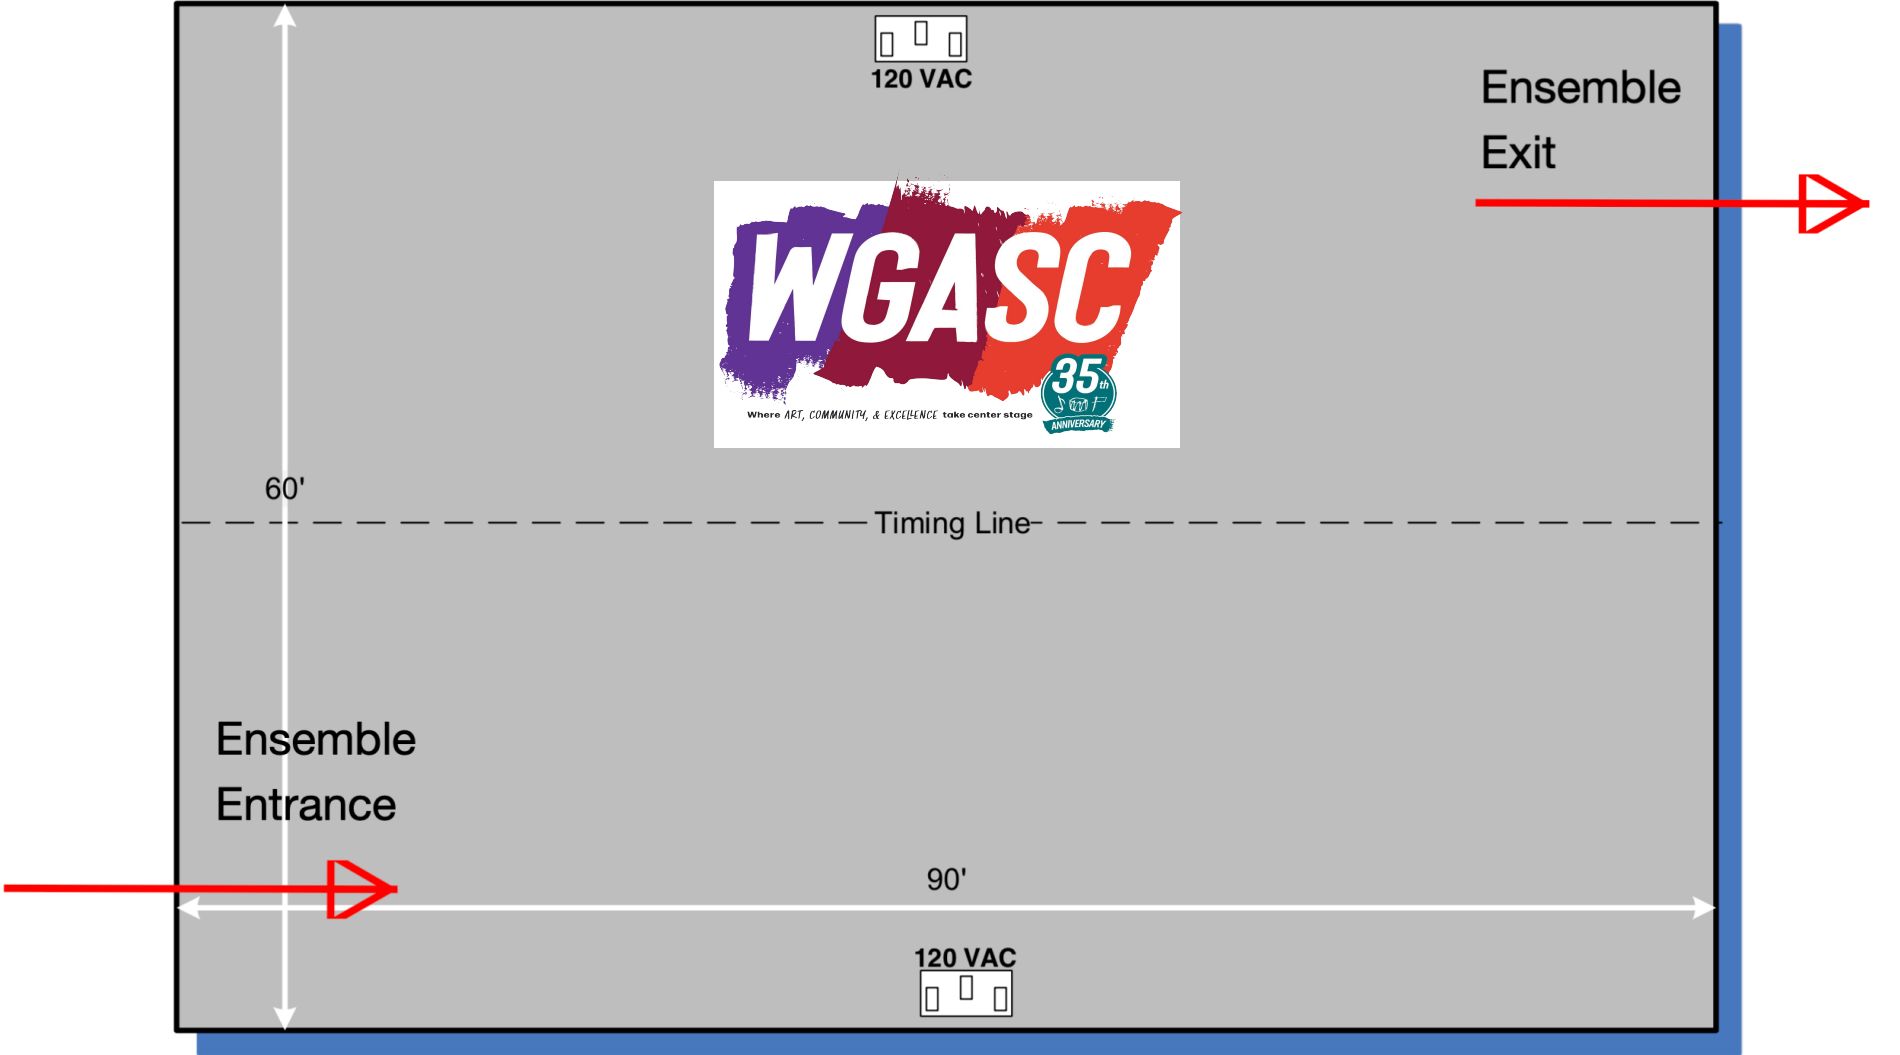 120 VAC
Ensemble
Exit
WGASC
35th
ANNIVERSARY
Where ART, COMMUNITY, & EXCELLENCE take center stage
60'
Timing Line
Ensemble
Entrance
90'
120 VAC